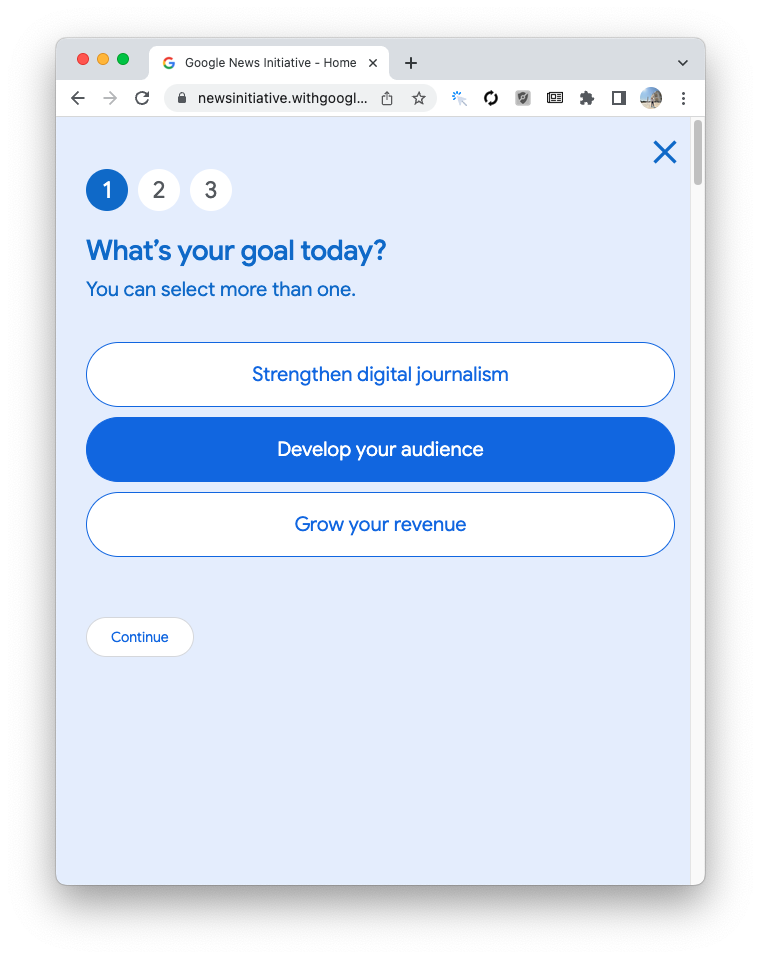 Google News Initiative - Home
newsinitiative.withgoogl...
1 2 3
What’s your goal today?
You can select more than one.
Strengthen digital journalism
Develop your audience
Grow your revenue
Continue